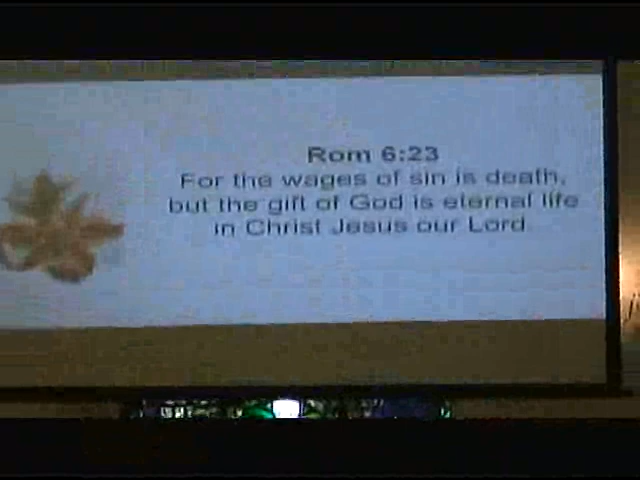 Rom 6:23
For the wages of sin is death,
but the gift of God is eternal life
in Christ Jesus our Lord